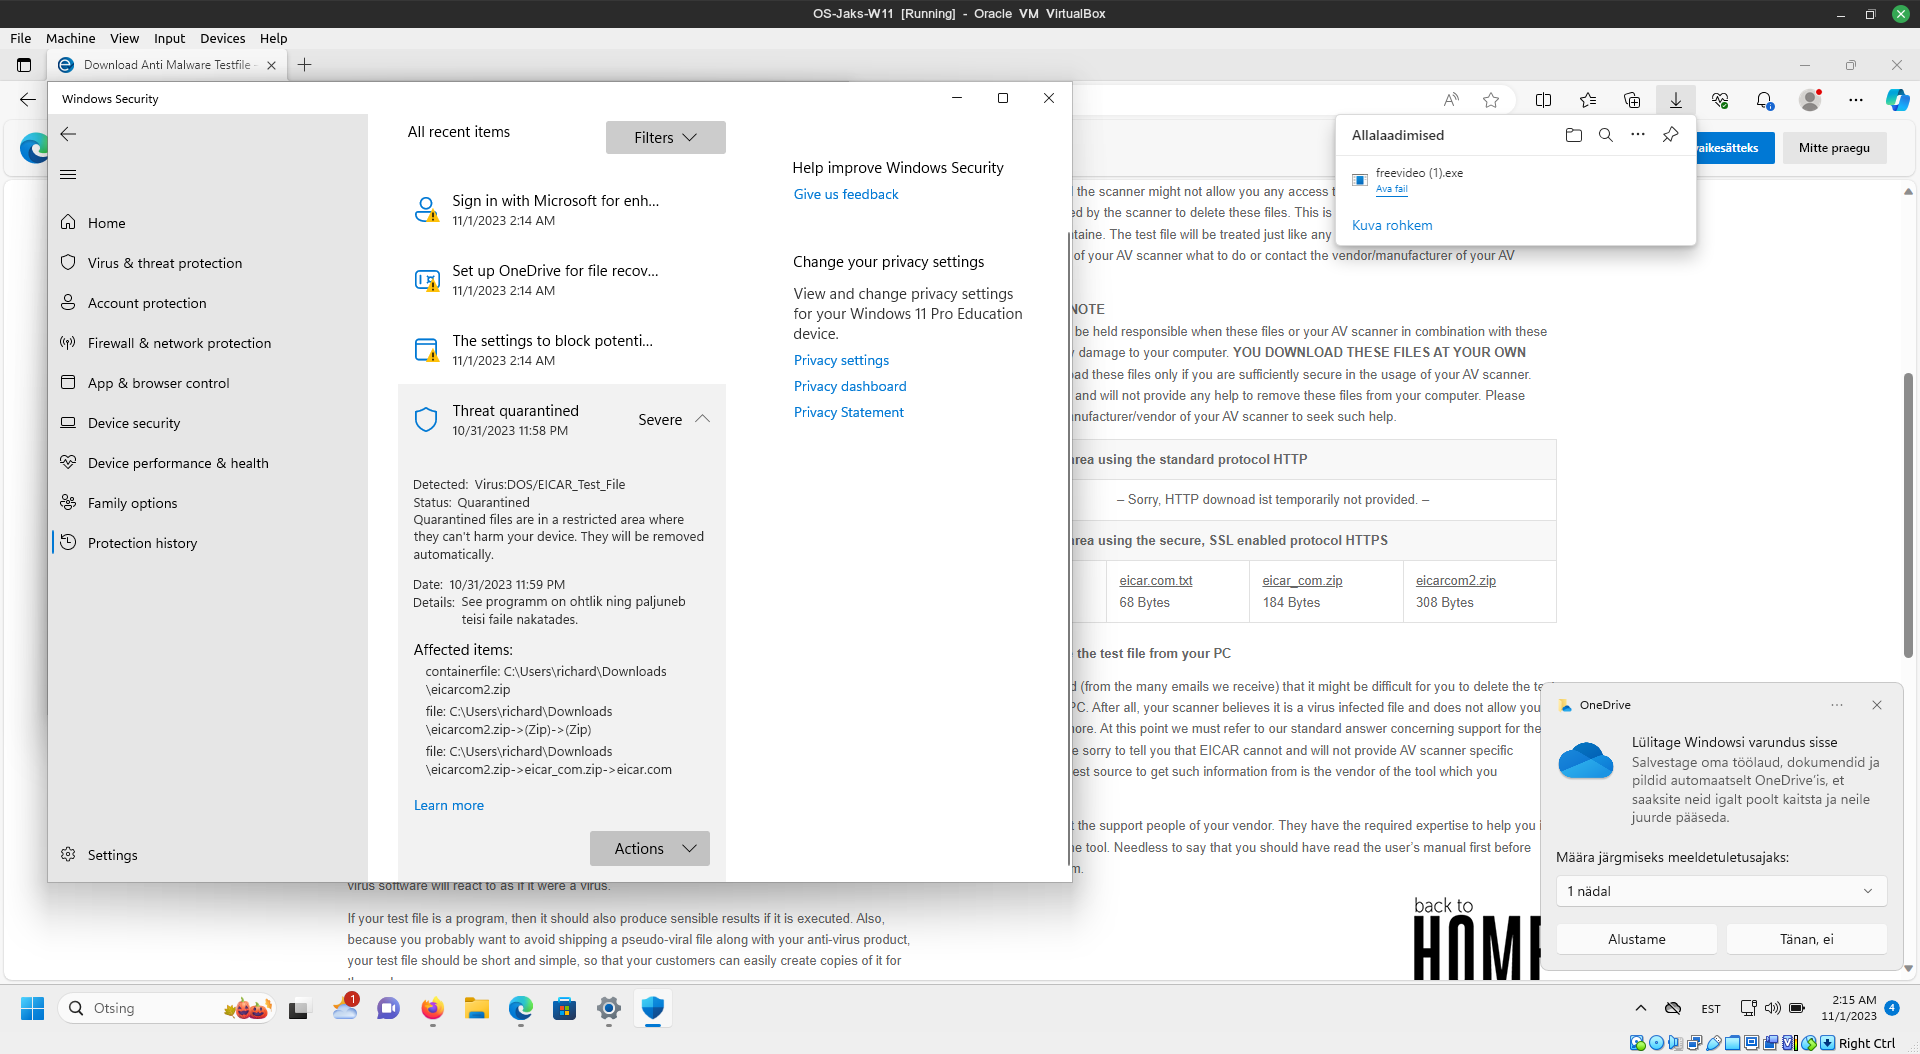 OS-Jaks-W11 [Running] - Oracle VM VirtualBox
File Machine View Input Devices Help
Download Anti Malware Testfile
Windows Security
Home
Virus & threat protection
Account protection
Firewall & network protection
App & browser control
Device security
Device performance & health
Family options
Protection history
Settings
All recent items
Filters
Sign in with Microsoft for enh...
11/1/2023 2:14 AM
Set up OneDrive for file recov...
11/1/2023 2:14 AM
The settings to block potenti...
11/1/2023 2:14 AM
Threat quarantined
10/31/2023 11:58 PM
Severe
Detected: Virus:DOS/EICAR_Test_File
Status: Quarantined
Quarantined files are in a restricted area where
they can't harm your device. They will be removed
automatically.
Date: 10/31/2023 11:59 PM
Details: See programm on ohtlik ning paljuneb
teisi faile nakatades.
Affected items:
containerfile: C:\Users\richard\Downloads
\eicarcom2.zip
file: C:\Users\richard\Downloads
\eicarcom2.zip->(Zip)->(Zip)
file: C:\Users\richard\Downloads
\eicarcom2.zip->eicar_com.zip->eicar.com
Learn more
Actions
Help improve Windows Security
Give us feedback
Change your privacy settings
View and change privacy settings
for your Windows 11 Pro Education
device.
Privacy settings
Privacy dashboard
Privacy Statement
Allalaadimised
freevideo (1).exe
Ava fail
Kuva rohkem
vaikesätteks
Mitte praegu
the scanner might not allow you any access
ed by the scanner to delete these files. This is
ntaine. The test file will be treated just like any
of your AV scanner what to do or contact the vendor/manufacturer of your AV
NOTE
be held responsible when these files or your AV scanner in combination with these
damage to your computer. YOU DOWNLOAD THESE FILES AT YOUR OWN
ad these files only if you are sufficiently secure in the usage of your AV scanner.
and will not provide any help to remove these files from your computer. Please
nufacturer/vendor of your AV scanner to seek such help.
area using the standard protocol HTTP
– Sorry, HTTP downoad ist temporarily not provided. –
area using the secure, SSL enabled protocol HTTPS
eicar.com.txt
68 Bytes
eicar_com.zip
184 Bytes
eicarcom2.zip
308 Bytes
the test file from your PC
d (from the many emails we receive) that it might be difficult for you to delete the te
PC. After all, your scanner believes it is a virus infected file and does not allow you
ore. At this point we must refer to our standard answer concerning support for the
e sorry to tell you that EICAR cannot and will not provide AV scanner specific
est source to get such information from is the vendor of the tool which you
t the support people of your vendor. They have the required expertise to help you
he tool. Needless to say that you should have read the user's manual first before
m.
virus software will react to as if it were a virus.
If your test file is a program, then it should also produce sensible results if it is executed. Also,
because you probably want to avoid shipping a pseudo-viral file along with your anti-virus product,
your test file should be short and simple, so that your customers can easily create copies of it for
back to
HOME
OneDrive
Lülitage Windowsi varundus sisse
Salvestage oma töölaud, dokumendid ja
pildid automaatselt OneDrive'is, et
saaksite neid igalt poolt kaitsta ja neile
juurde pääseda.
Määra järgmiseks meeldetuletusajaks:
1 nädal
Alustame
Tänan, ei
Otsing
1
EST
2:15 AM
11/1/2023
4
Right Ctrl